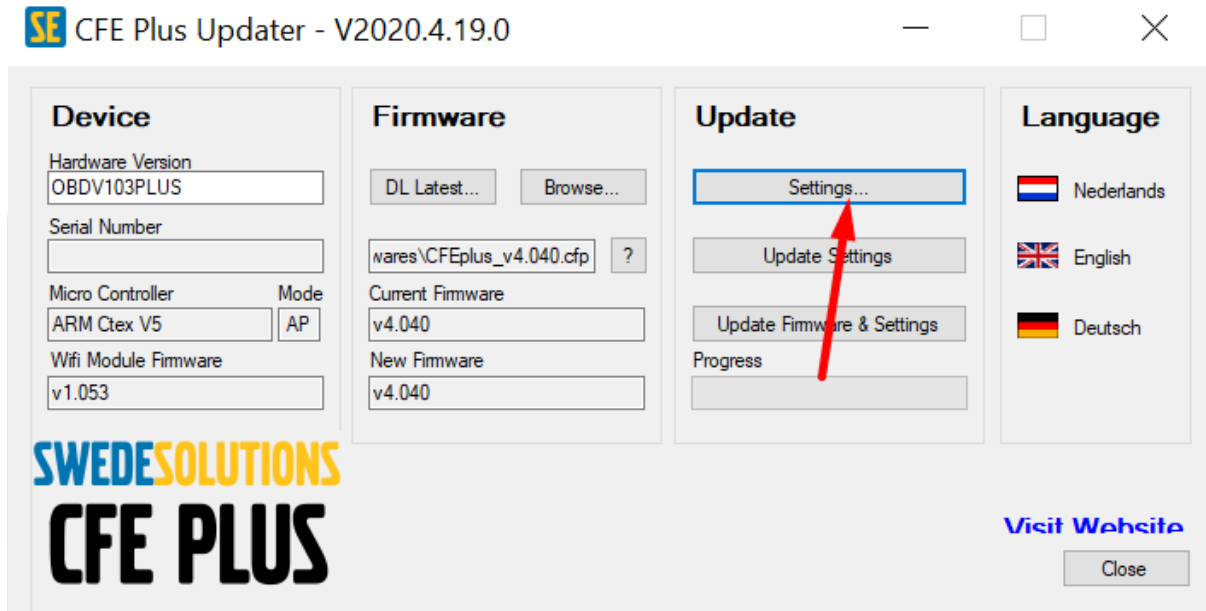 SE CFE Plus Updater - V2020.4.19.0
Device
Hardware Version
OBDV103PLUS
Serial Number
Micro Controller Mode
ARM Ctex V5 AP
Wifi Module Firmware
v1.053
Firmware
DL Latest... Browse...
wares\CFEplus_v4.040.cfp ?
Current Firmware
v4.040
New Firmware
v4.040
Update
Settings...
Update Settings
Update Firmware & Settings
Progress
Language
Nederlands
English
Deutsch
SWEDESOLUTIONS
CFE PLUS
Visit Website
Close